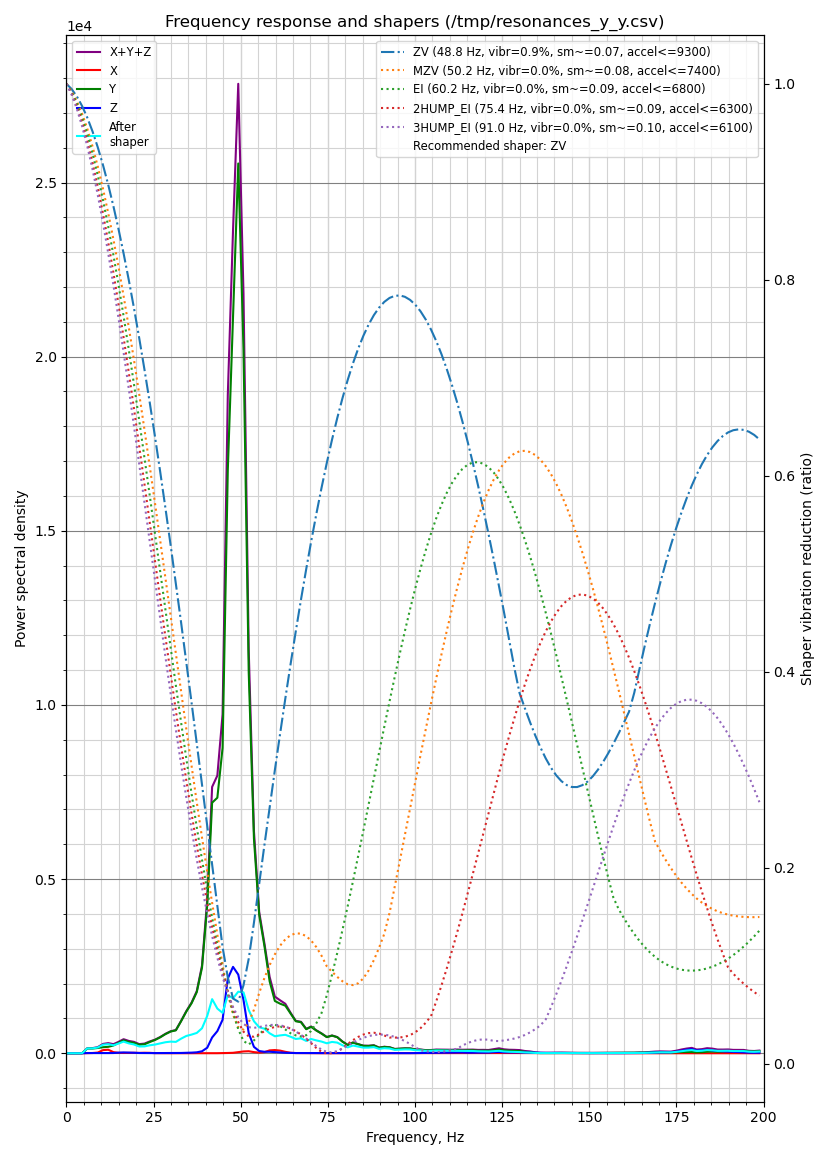 Frequency response and shapers (/tmp/resonances_y_y.csv)
1e4
X+Y+Z
X
Y
Z
After
shaper
ZV (48.8 Hz, vibr=0.9%, sm~=0.07, accel<=9300)
MZV (50.2 Hz, vibr=0.0%, sm~=0.08, accel<=7400)
EI (60.2 Hz, vibr=0.0%, sm~=0.09, accel<=6800)
2HUMP_EI (75.4 Hz, vibr=0.0%, sm~=0.09, accel<=6300)
3HUMP_EI (91.0 Hz, vibr=0.0%, sm~=0.10, accel<=6100)
Recommended shaper: ZV
Power spectral density
2.5
2.0
1.5
1.0
0.5
0.0
1.0
0.8
0.6
0.4
0.2
0.0
Shaper vibration reduction (ratio)
0 25 50 75 100 125 150 175 200
Frequency, Hz